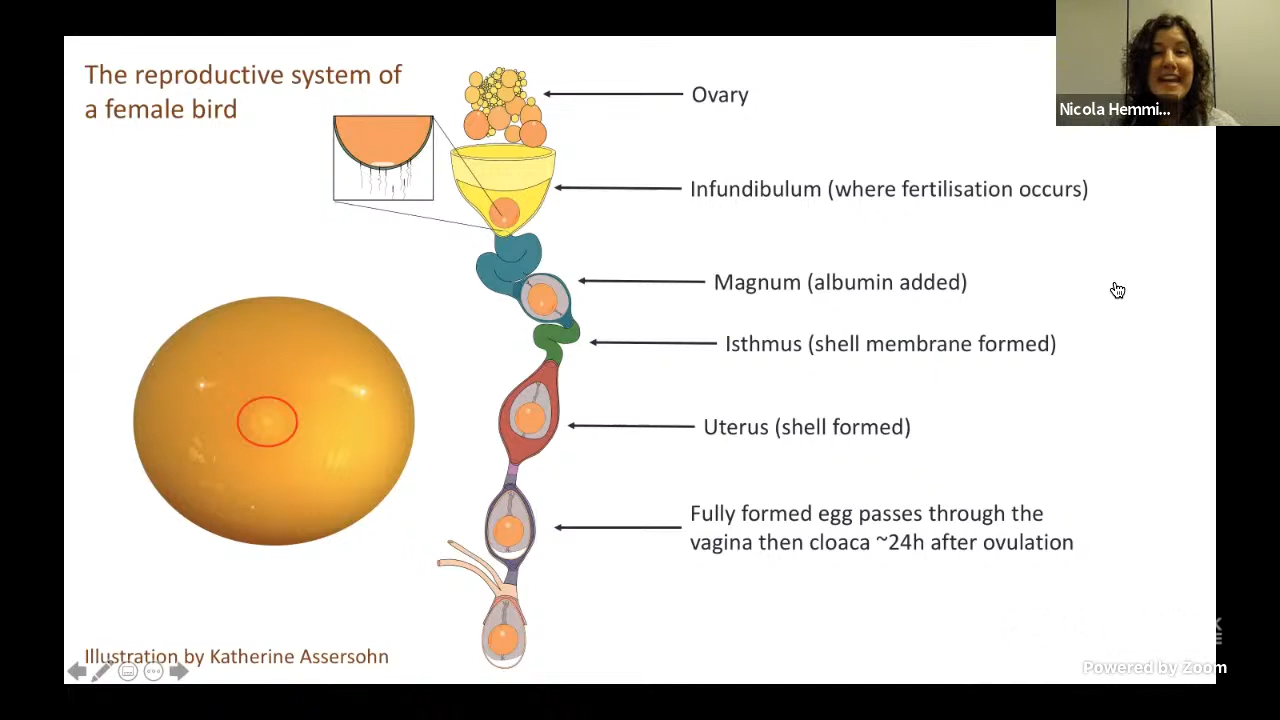 The reproductive system of
a female bird
Nicola Hemmi...
Ovary
Infundibulum (where fertilisation occurs)
Magnum (albumin added)
Isthmus (shell membrane formed)
Uterus (shell formed)
Fully formed egg passes through the
vagina then cloaca ~24h after ovulation
Illustration by Katherine Assersohn
Powered by Zoom